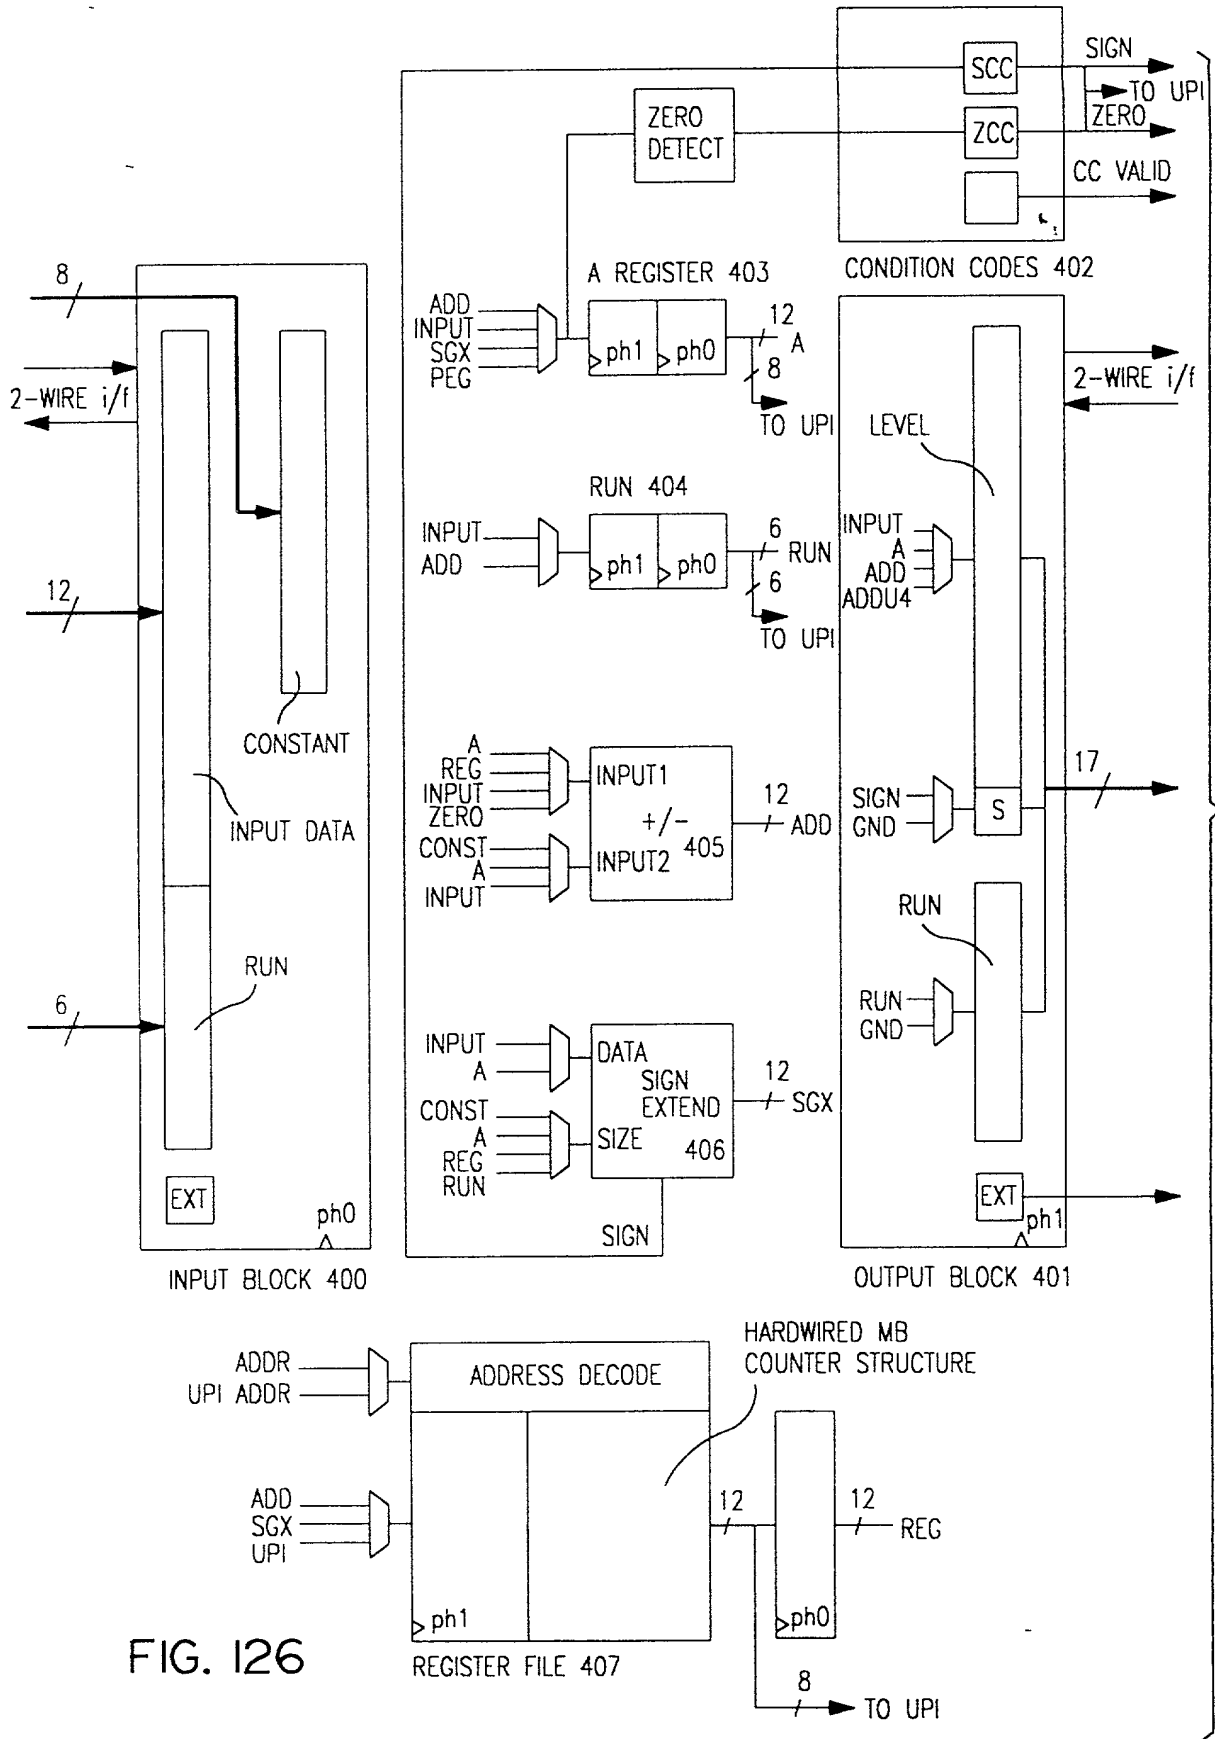 SCC
SIGN
TO UPI
ZERO
DETECT
ZCC
ZERO
CC VALID
CONDITION CODES 402
8
2-WIRE i/f
12
CONSTANT
INPUT DATA
RUN
6
EXT
ph0
INPUT BLOCK 400
A REGISTER 403
ADD
INPUT
SGX
PEG
ph1
ph0
12
A
8
TO UPI
RUN 404
INPUT
ADD
ph1
ph0
6
RUN
6
TO UPI
A
REG
INPUT
ZERO
INPUT1
+/-
405
CONST
A
INPUT
INPUT2
12
ADD
INPUT
A
DATA
SIGN
EXTEND
406
CONST
A
REG
RUN
SIZE
12
SGX
SIGN
2-WIRE i/f
LEVEL
INPUT
A
ADD
ADDU4
17
SIGN
GND
S
RUN
RUN
GND
EXT
ph1
OUTPUT BLOCK 401
HARDWIRED MB
COUNTER STRUCTURE
ADDR
UPI ADDR
ADDRESS DECODE
ADD
SGX
UPI
ph1
12
12
REG
ph0
8
TO UPI
REGISTER FILE 407
FIG. 126